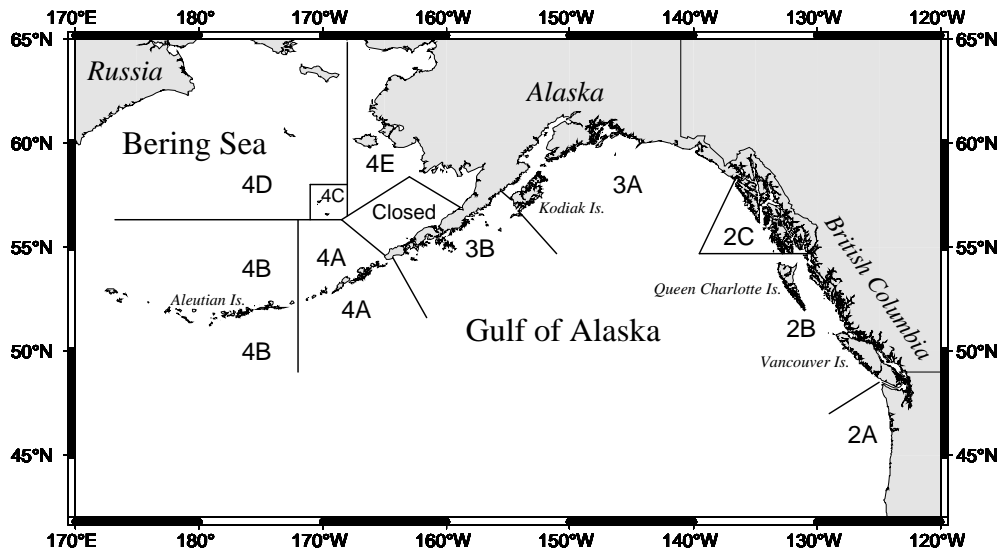 170°E 180° 170°W 160°W 150°W 140°W 130°W 120°W
65°N 65°N
Russia
Alaska
60°N 60°N
Bering Sea
4E
4D
4C
3A
Closed
Kodiak Is.
2C
3B
55°N 55°N
4A
4B
British Columbia
Queen Charlotte Is.
Aleutian Is.
4A
Gulf of Alaska
2B
50°N 50°N
4B
Vancouver Is.
2A
45°N 45°N
170°E 180° 170°W 160°W 150°W 140°W 130°W 120°W